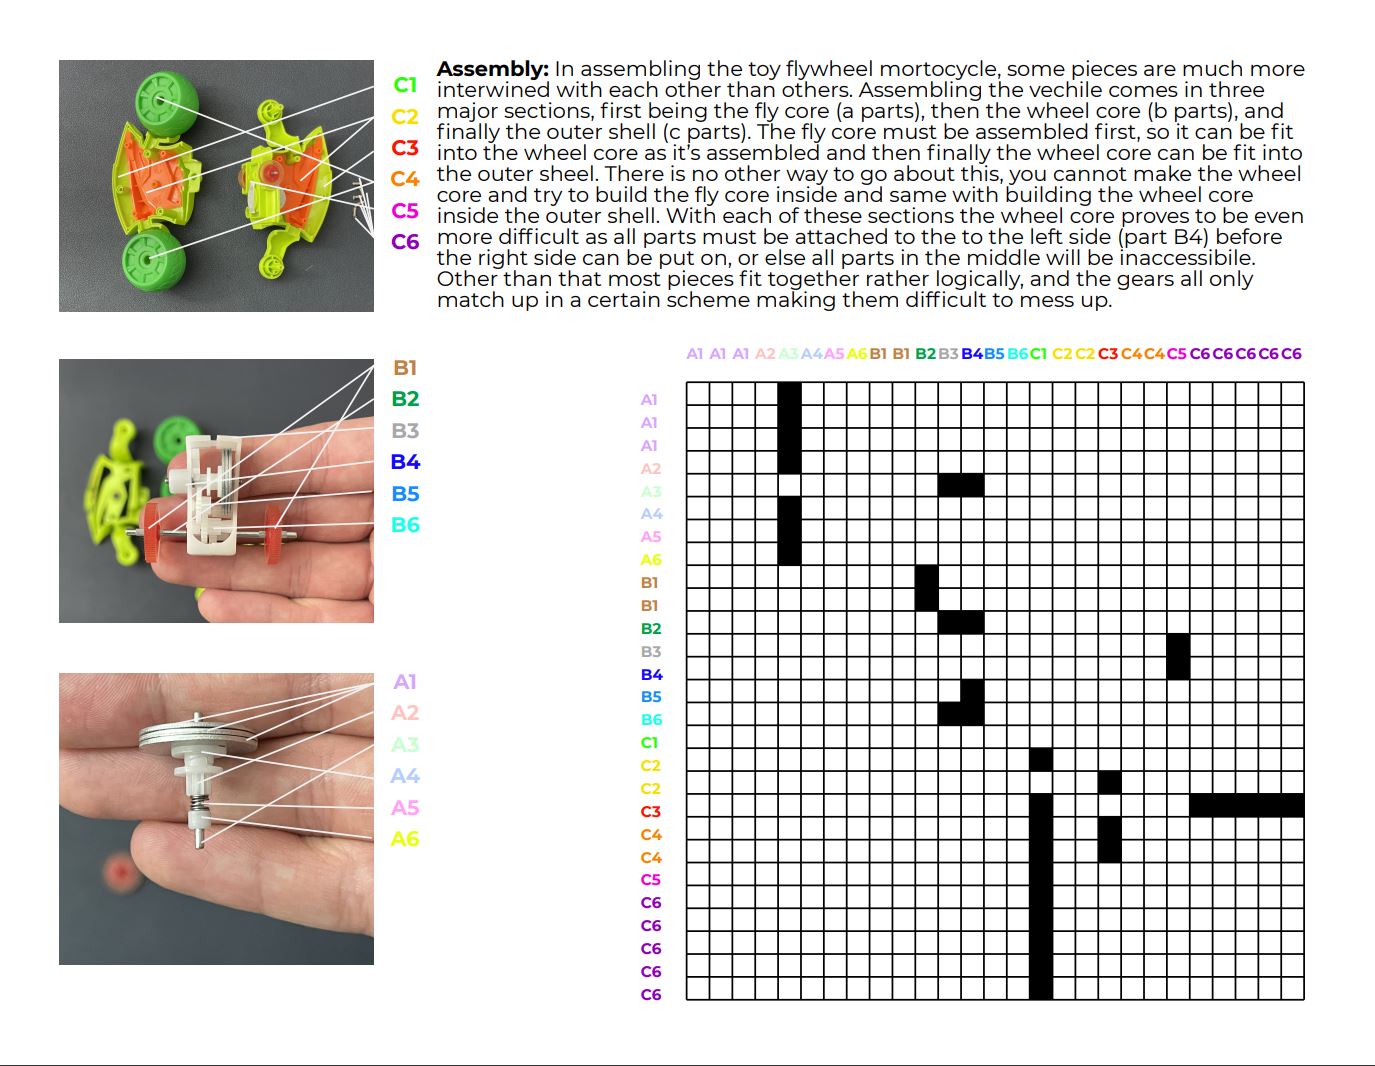 C1
C2
C3
C4
C5
C6
Assembly: In assembling the toy flywheel mortocycle, some pieces are much more
interwined with each other than others. Assembling the vechile comes in three
major sections, first being the fly core (a parts), then the wheel core (b parts), and
finally the outer shell (c parts). The fly core must be assembled first, so it can be fit
into the wheel core as it's assembled and then finally the wheel core can be fit into
the outer sheel. There is no other way to go about this, you cannot make the wheel
core and try to build the fly core inside and same with building the wheel core
inside the outer shell. With each of these sections the wheel core proves to be even
more difficult as all parts must be attached to the to the left side (part B4) before
the right side can be put on, or else all parts in the middle will be inaccessibile.
Other than that most pieces fit together rather logically, and the gears all only
match up in a certain scheme making them difficult to mess up.
B1
B2
B3
B4
B5
B6
A1
A2
A3
A4
A5
A6
A1 A1 A1 A2 A3 A4 A5 A6 B1 B1 B2 B3 B4 B5 B6 C1 C2 C2 C3 C4 C4 C5 C6 C6 C6 C6 C6
A1
A1
A1
A2
A3
A4
A5
A6
B1
B1
B2
B3
B4
B5
B6
C1
C2
C2
C3
C4
C4
C5
C6
C6
C6
C6
C6